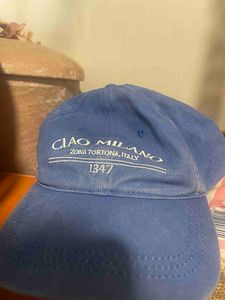 CIAO MILANO
ZONA TORTONA, ITALY
1347